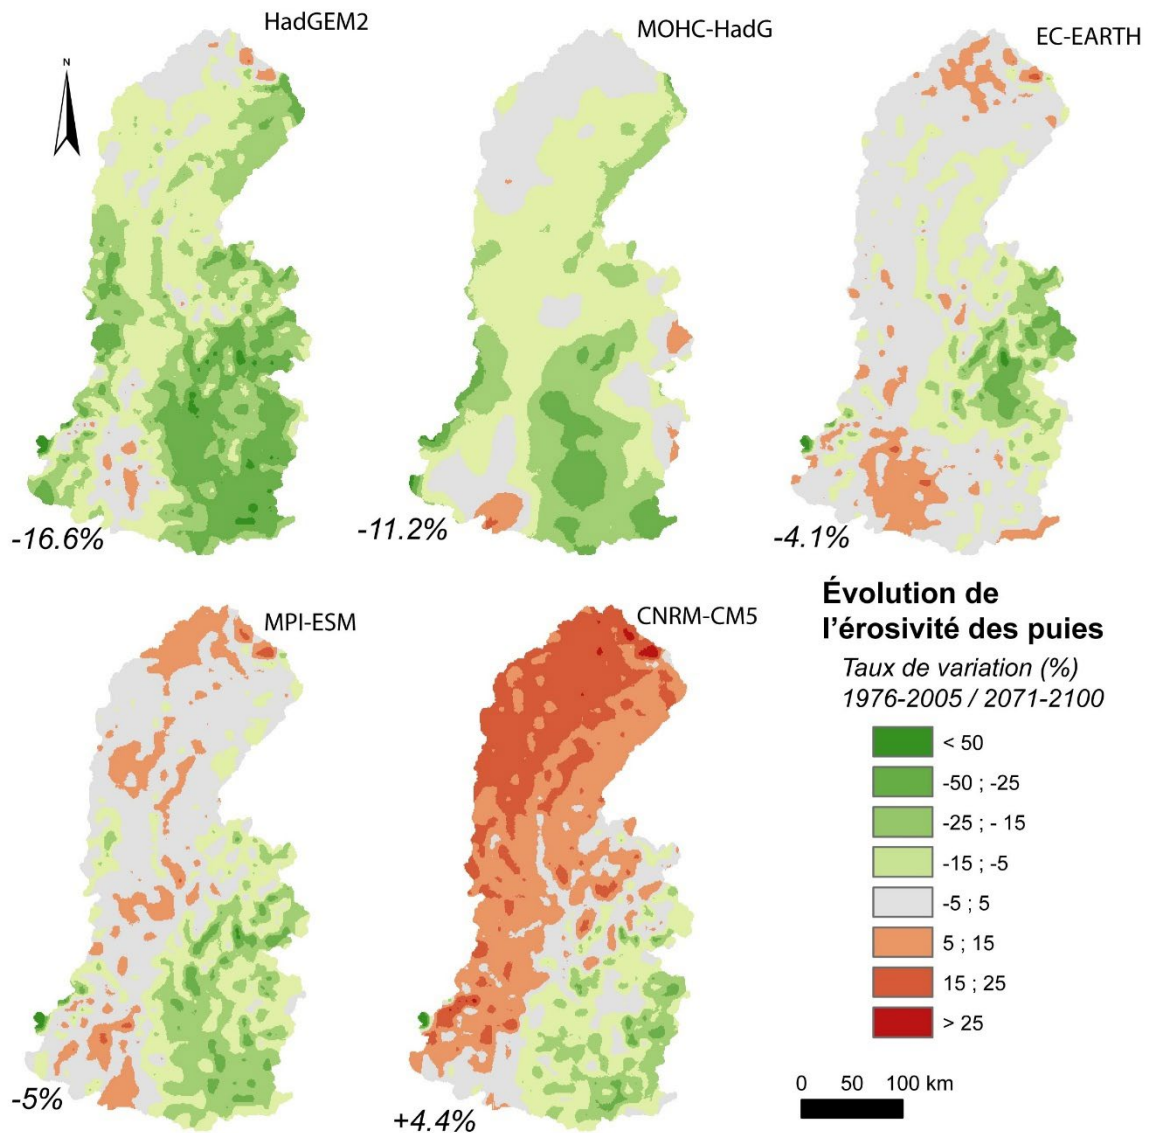 HadGEM2
MOHC-HadG
EC-EARTH
N
-16.6%
-11.2%
-4.1%
MPI-ESM
CNRM-CM5
-5%
+4.4%
Évolution de
l'érosivité des puies
Taux de variation (%)
1976-2005 / 2071-2100
< 50
-50 ; -25
-25 ; - 15
-15 ; -5
-5 ; 5
5 ; 15
15 ; 25
> 25
0 50 100 km